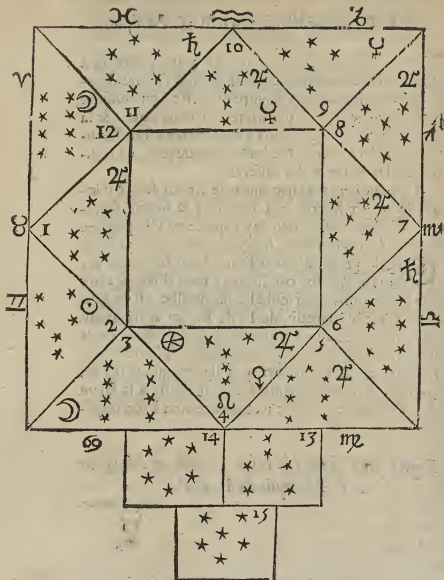 ♓ ♒ ♑
♄ 10 ☿
♃ ♃
♈ ☿ 9
☽ 11 8 ♐
12
♃
♃
♉ 1 7 ♏
♄
♊ ☉ ♎
2 6
3 ⊗ ♃ 5
♀ ♃
☽ ♌
4
♋ 14 13 ♍
15